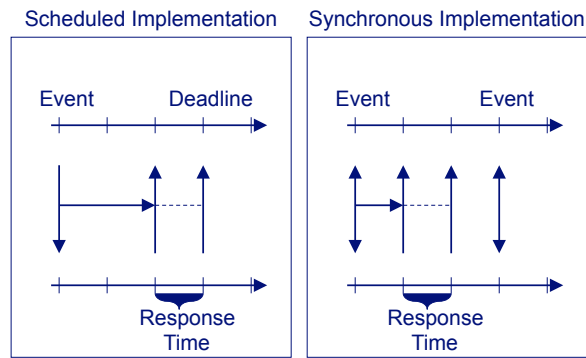 Scheduled Implementation
Synchronous Implementation
Event
Deadline
Event
Event
Response
Time
Response
Time